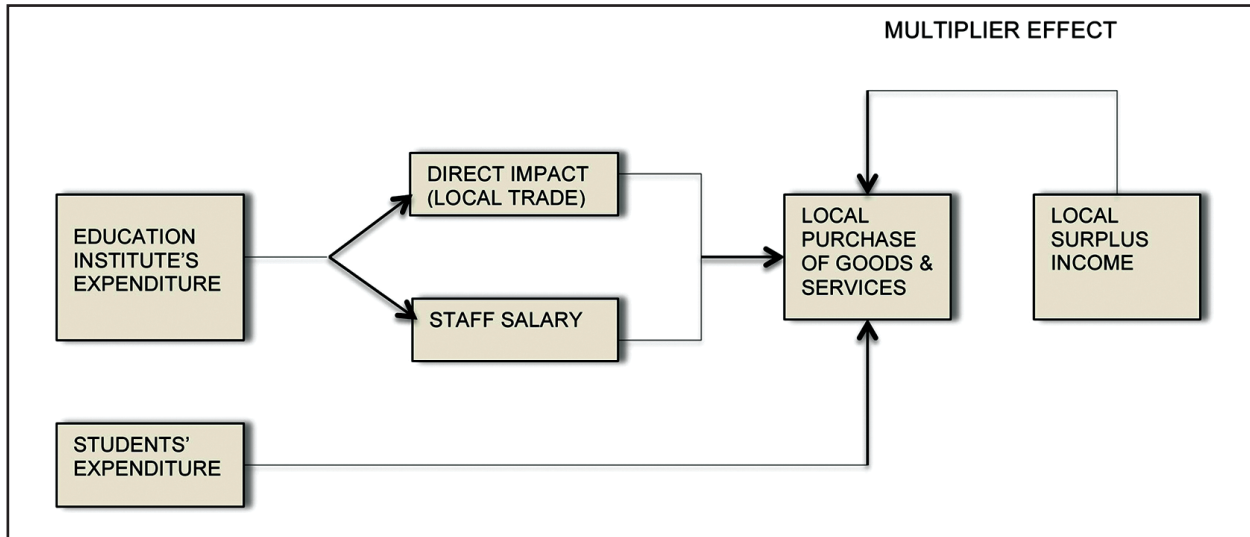 MULTIPLIER EFFECT
EDUCATION
INSTITUTE'S
EXPENDITURE
DIRECT IMPACT
(LOCAL TRADE)
STAFF SALARY
LOCAL
PURCHASE
OF GOODS &
SERVICES
LOCAL
SURPLUS
INCOME
STUDENTS'
EXPENDITURE